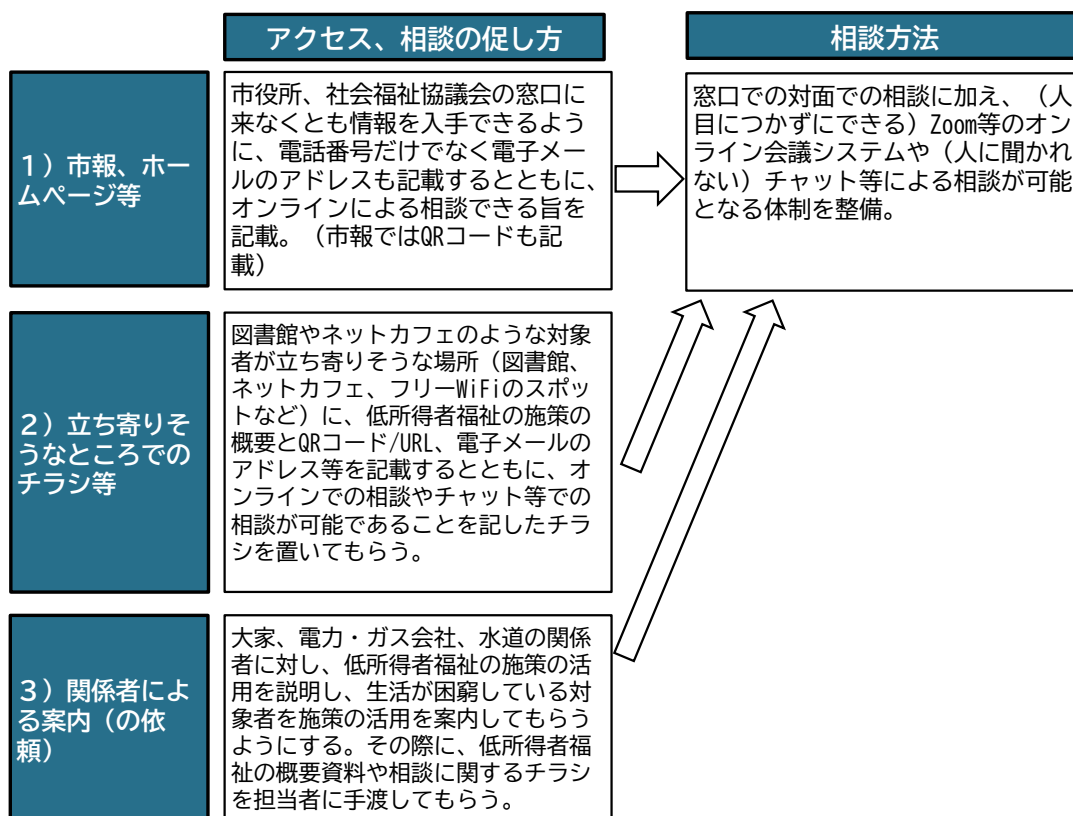 アクセス、相談の促し方
相談方法
1）市報、ホー
ムページ等
市役所、社会福祉協議会の窓口に
来なくとも情報を入手できるよう
に、電話番号だけでなく電子メー
ルのアドレスも記載するとともに、
オンラインによる相談できる旨を
記載。（市報ではQRコードも記
載）
窓口での対面での相談に加え、（人
目につかずにできる）Zoom等のオン
ライン会議システムや（人に聞かれ
ない）チャット等による相談が可能
となる体制を整備。
2）立ち寄りそ
うなところでの
チラシ等
図書館やネットカフェのような対象
者が立ち寄りそうな場所（図書館、
ネットカフェ、フリーWiFiのスポッ
トなど）に、低所得者福祉の施策の
概要とQRコード/URL、電子メールの
アドレス等を記載するとともに、オ
ンラインでの相談やチャット等での
相談が可能であることを記したチラ
シを置いてもらう。
3）関係者によ
る案内（の依
頼）
大家、電力・ガス会社、水道の関係
者に対し、低所得者福祉の施策の活
用を説明し、生活が困窮している対
象者を施策の活用を案内してもらう
ようにする。その際に、低所得者福
祉の概要資料や相談に関するチラシ
を担当者に手渡してもらう。